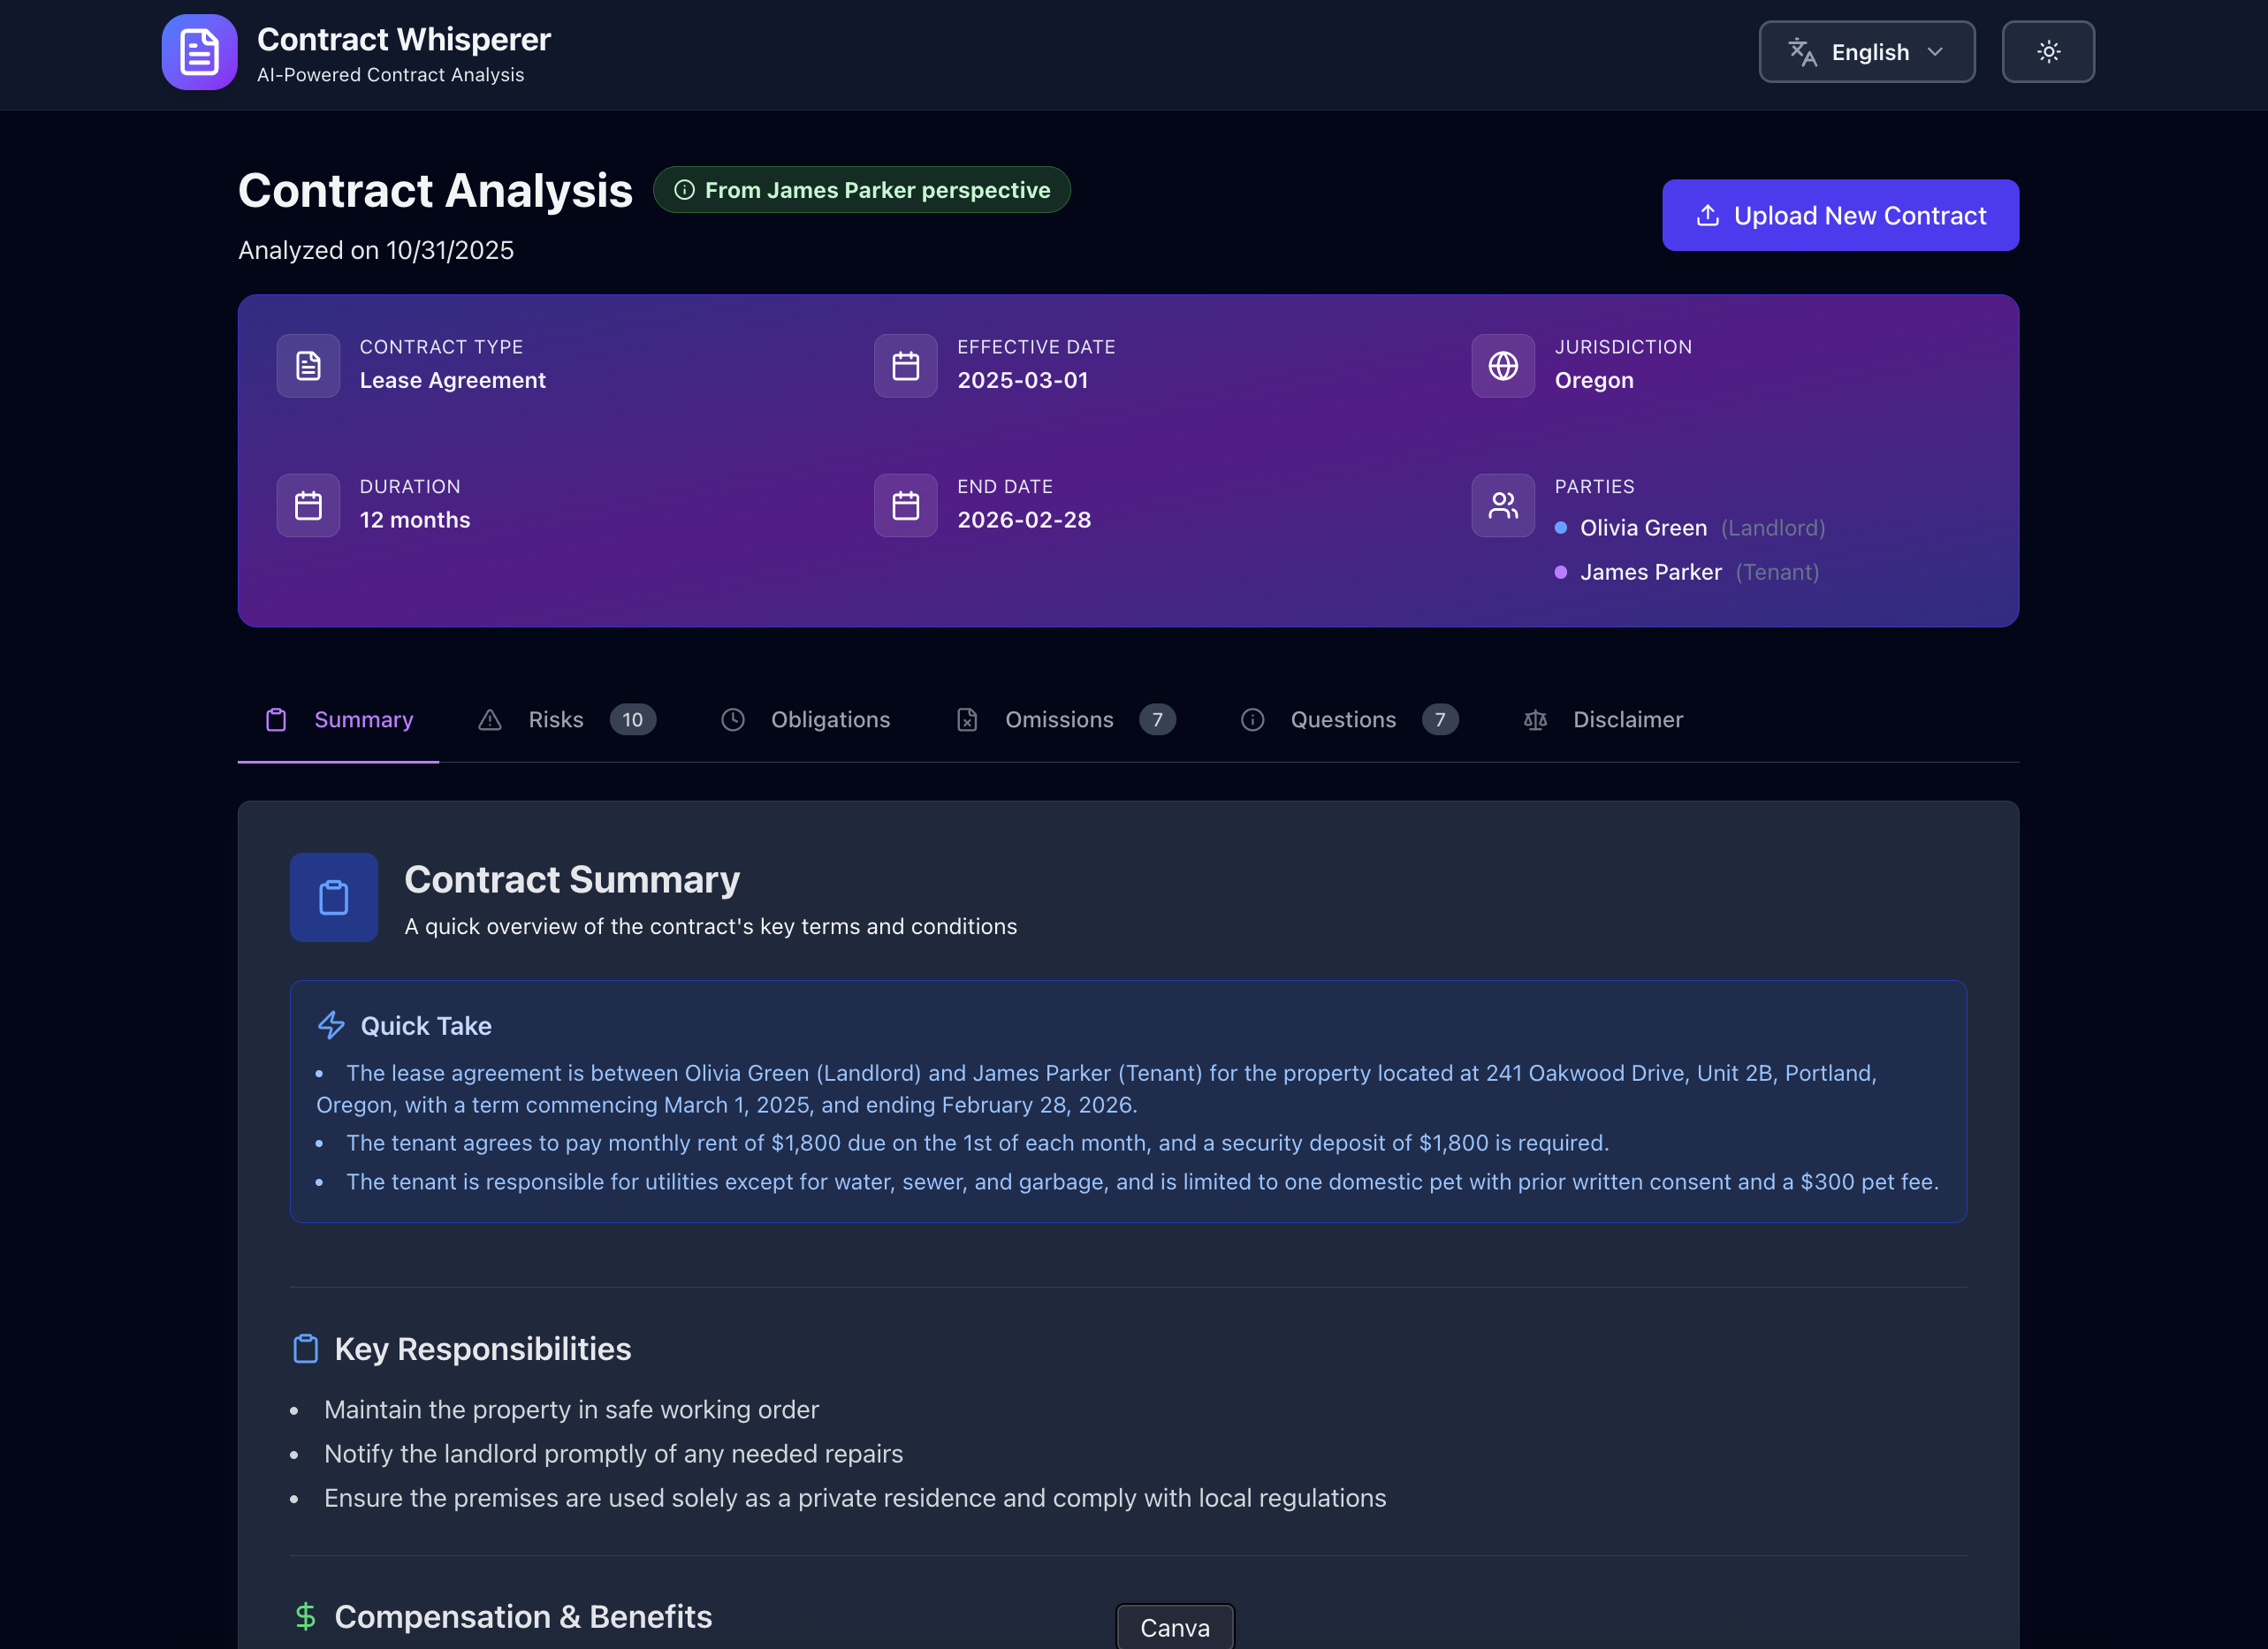 Contract Whisperer
AI-Powered Contract Analysis
English
Contract Analysis
From James Parker perspective
Analyzed on 10/31/2025
Upload New Contract
CONTRACT TYPE
Lease Agreement
EFFECTIVE DATE
2025-03-01
JURISDICTION
Oregon
DURATION
12 months
END DATE
2026-02-28
PARTIES
Olivia Green (Landlord)
James Parker (Tenant)
Summary
Risks 10
Obligations
Omissions 7
Questions 7
Disclaimer
Contract Summary
A quick overview of the contract's key terms and conditions
Quick Take
• The lease agreement is between Olivia Green (Landlord) and James Parker (Tenant) for the property located at 241 Oakwood Drive, Unit 2B, Portland,
Oregon, with a term commencing March 1, 2025, and ending February 28, 2026.
• The tenant agrees to pay monthly rent of $1,800 due on the 1st of each month, and a security deposit of $1,800 is required.
• The tenant is responsible for utilities except for water, sewer, and garbage, and is limited to one domestic pet with prior written consent and a $300 pet fee.
Key Responsibilities
• Maintain the property in safe working order
• Notify the landlord promptly of any needed repairs
• Ensure the premises are used solely as a private residence and comply with local regulations
Compensation & Benefits
Canva